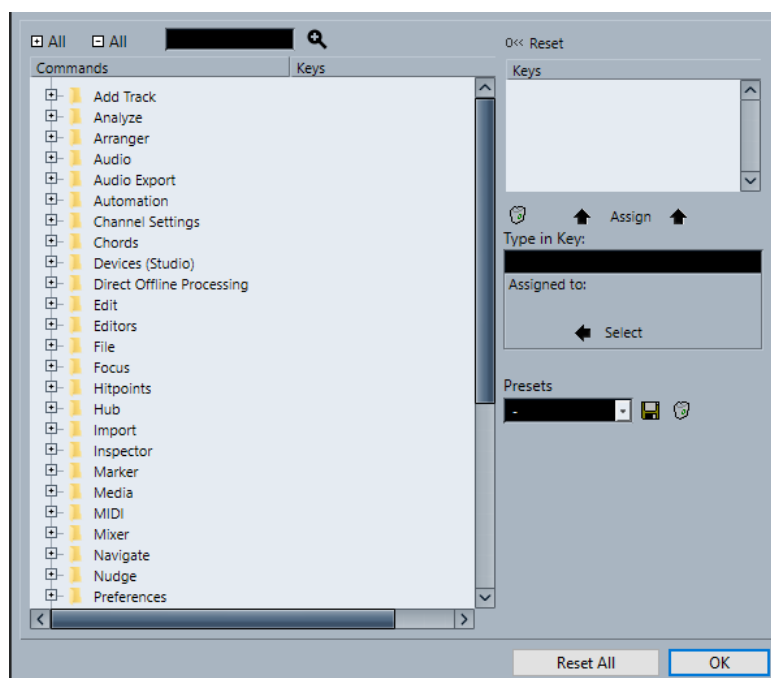 All All
Commands Keys
Add Track
Analyze
Arranger
Audio
Audio Export
Automation
Channel Settings
Chords
Devices (Studio)
Direct Offline Processing
Edit
Editors
File
Focus
Hitpoints
Hub
Import
Inspector
Marker
Media
MIDI
Mixer
Navigate
Nudge
Preferences
0<< Reset
Keys
Assign
Type in Key:
Assigned to:
Select
Presets
-
Reset All OK